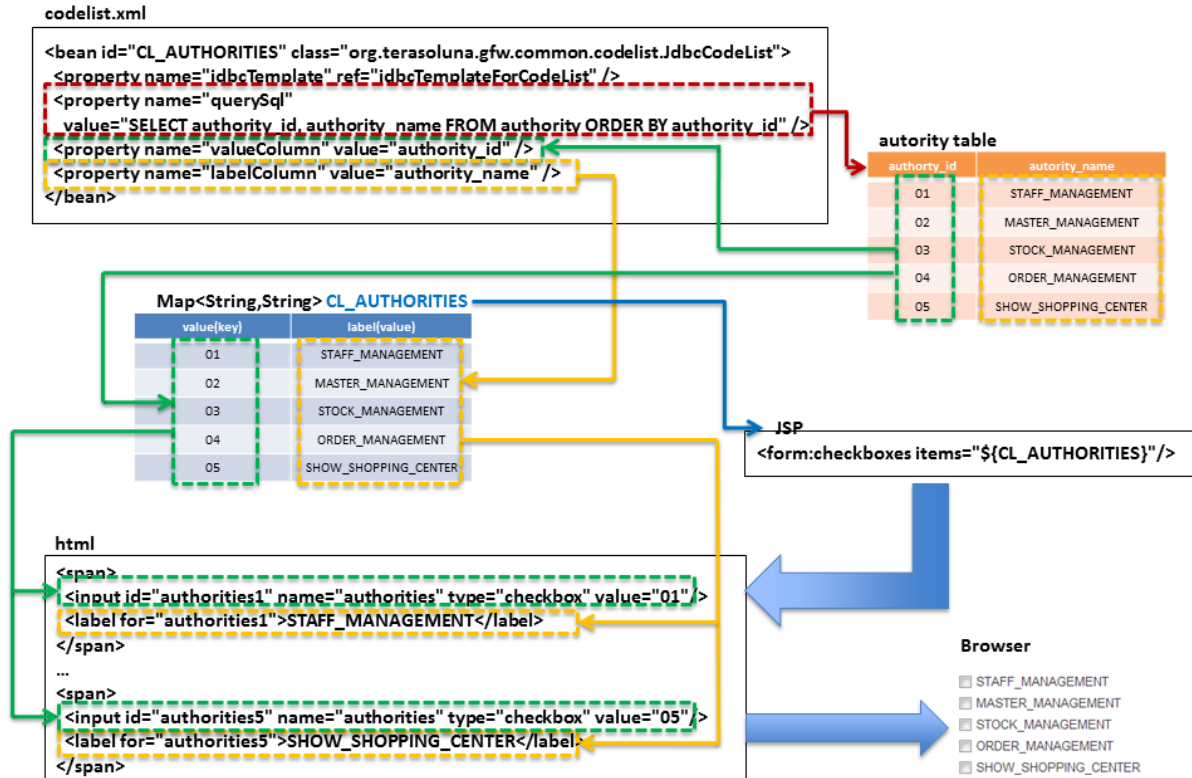 codelist.xml
<bean id="CL_AUTHORITIES" class="org.terasoluna.gfw.common.codelist.JdbcCodeList">
<property name="jdbcTemplate" ref="jdbcTemplateForCodeList" />
<property name="querySql"
value="SELECT authority_id, authority_name FROM authority ORDER BY authority_id" />
<property name="valueColumn" value="authority_id" />
<property name="labelColumn" value="authority_name" />
</bean>
autority table
authorty_id autority_name
01 STAFF_MANAGEMENT
02 MASTER_MANAGEMENT
03 STOCK_MANAGEMENT
04 ORDER_MANAGEMENT
05 SHOW_SHOPPING_CENTER
Map<String,String> CL_AUTHORITIES
value(key) label(value)
01 STAFF_MANAGEMENT
02 MASTER_MANAGEMENT
03 STOCK_MANAGEMENT
04 ORDER_MANAGEMENT
05 SHOW_SHOPPING_CENTER
JSP
<form:checkboxes items="${CL_AUTHORITIES}"/>
html
<span>
<input id="authorities1" name="authorities" type="checkbox" value="01"/>
<label for="authorities1">STAFF_MANAGEMENT</label>
</span>
...
<span>
<input id="authorities5" name="authorities" type="checkbox" value="05"/>
<label for="authorities5">SHOW_SHOPPING_CENTER</label>
</span>
Browser
STAFF_MANAGEMENT
MASTER_MANAGEMENT
STOCK_MANAGEMENT
ORDER_MANAGEMENT
SHOW_SHOPPING_CENTER